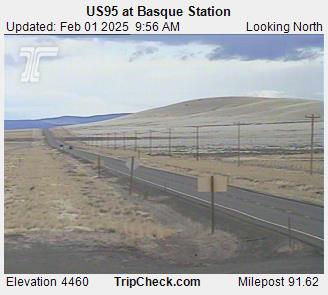 US95 at Basque Station
Updated: Feb 01 2025 9:56 AM Looking North
Elevation 4460 TripCheck.com Milepost 91.62